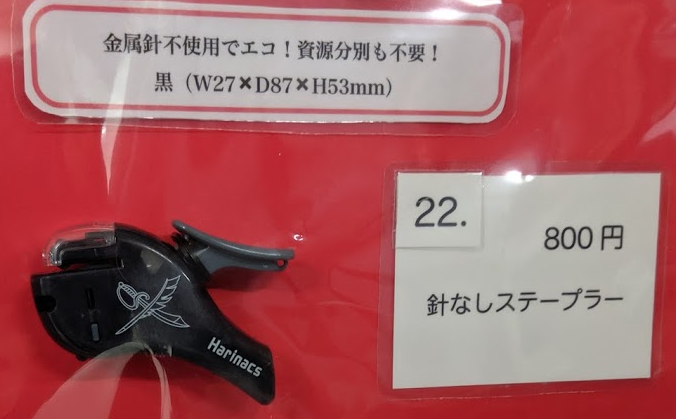 金属針不使用でエコ！資源分別も不要！
黒（W27✖D87✖H53mm）
22.
800円
針なしステープラー
Harinacs